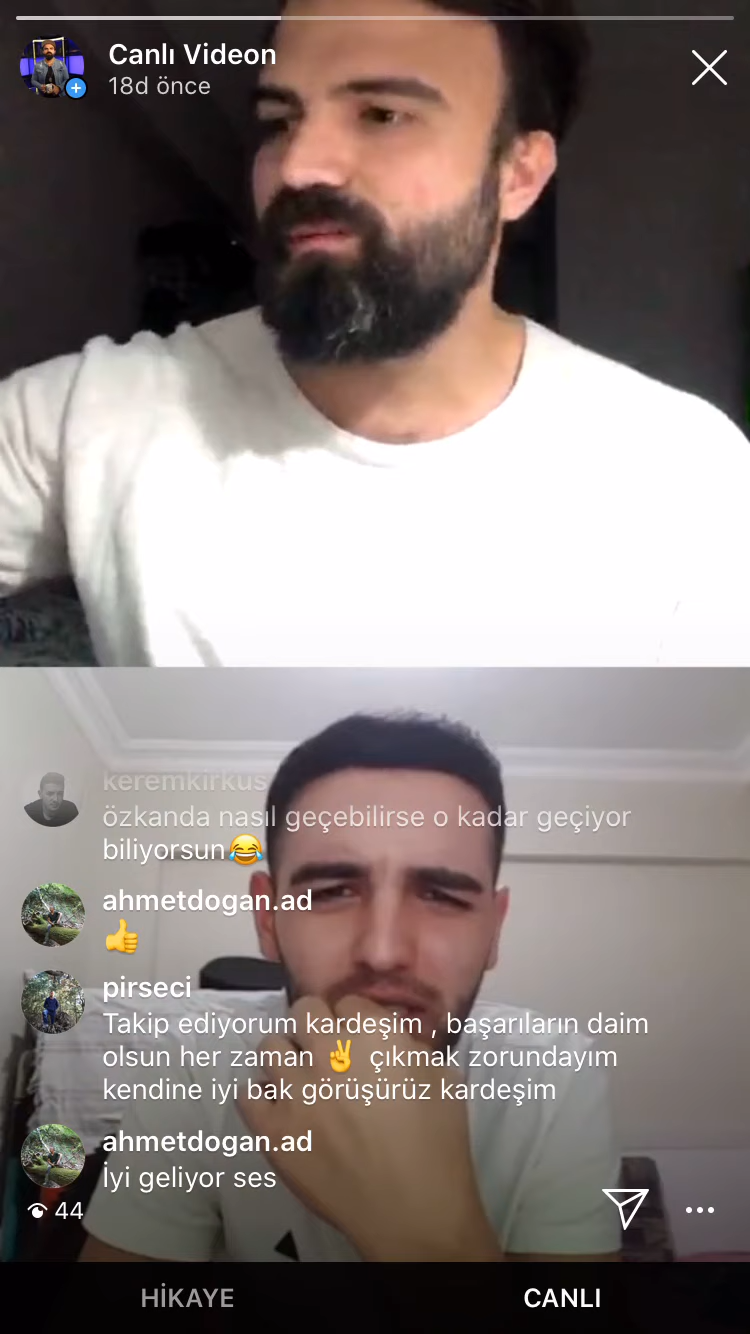 Canlı Videon
18d önce
keremkirkus
özkanda nasıl geçebilirse o kadar geçiyor
biliyorsun😂
ahmetdogan.ad
👍
pirseci
Takip ediyorum kardeşim , başarıların daim
olsun her zaman ✌️ çıkmak zorundayım
kendine iyi bak görüşürüz kardeşim
ahmetdogan.ad
İyi geliyor ses
44
HİKAYE
CANLI